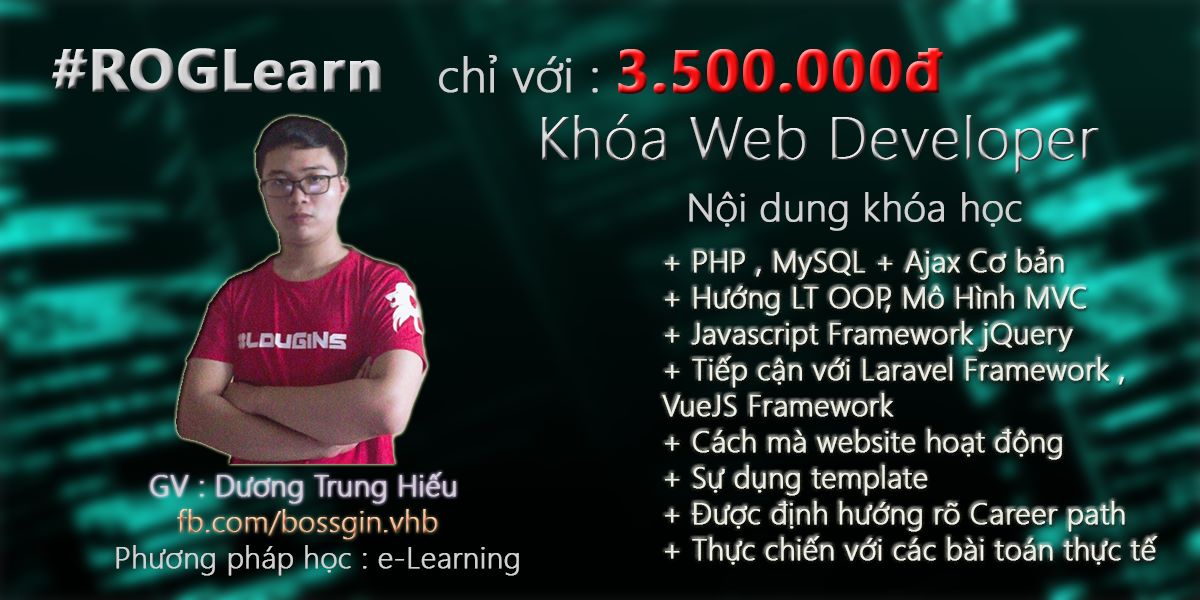 #ROGLearn
chỉ với : 3.500.000đ
Khóa Web Developer
Nội dung khóa học
+ PHP , MySQL + Ajax Cơ bản
+ Hướng LT OOP, Mô Hình MVC
+ Javascript Framework jQuery
+ Tiếp cận với Laravel Framework ,
VueJS Framework
+ Cách mà website hoạt động
+ Sự dụng template
+ Được định hướng rõ Career path
+ Thực chiến với các bài toán thực tế
GV : Dương Trung Hiếu
fb.com/bossgin.vhb
Phương pháp học : e-Learning